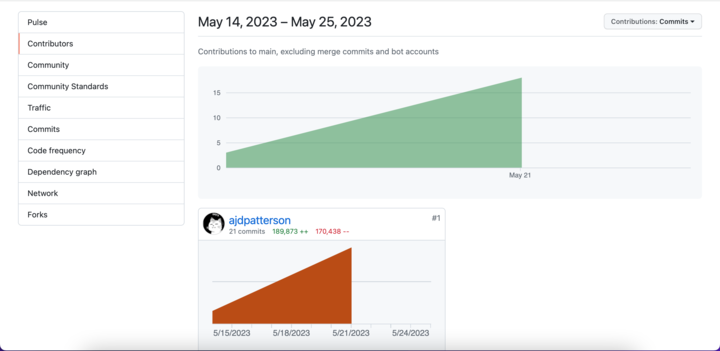 Pulse
Contributors
Community
Community Standards
Traffic
Commits
Code frequency
Dependency graph
Network
Forks
May 14, 2023 – May 25, 2023
Contributions: Commits
Contributions to main, excluding merge commits and bot accounts
15
10
5
0
May 21
ajdpatterson
#1
21 commits 189,873 ++ 170,438 --
5/15/2023 5/18/2023 5/21/2023 5/24/2023